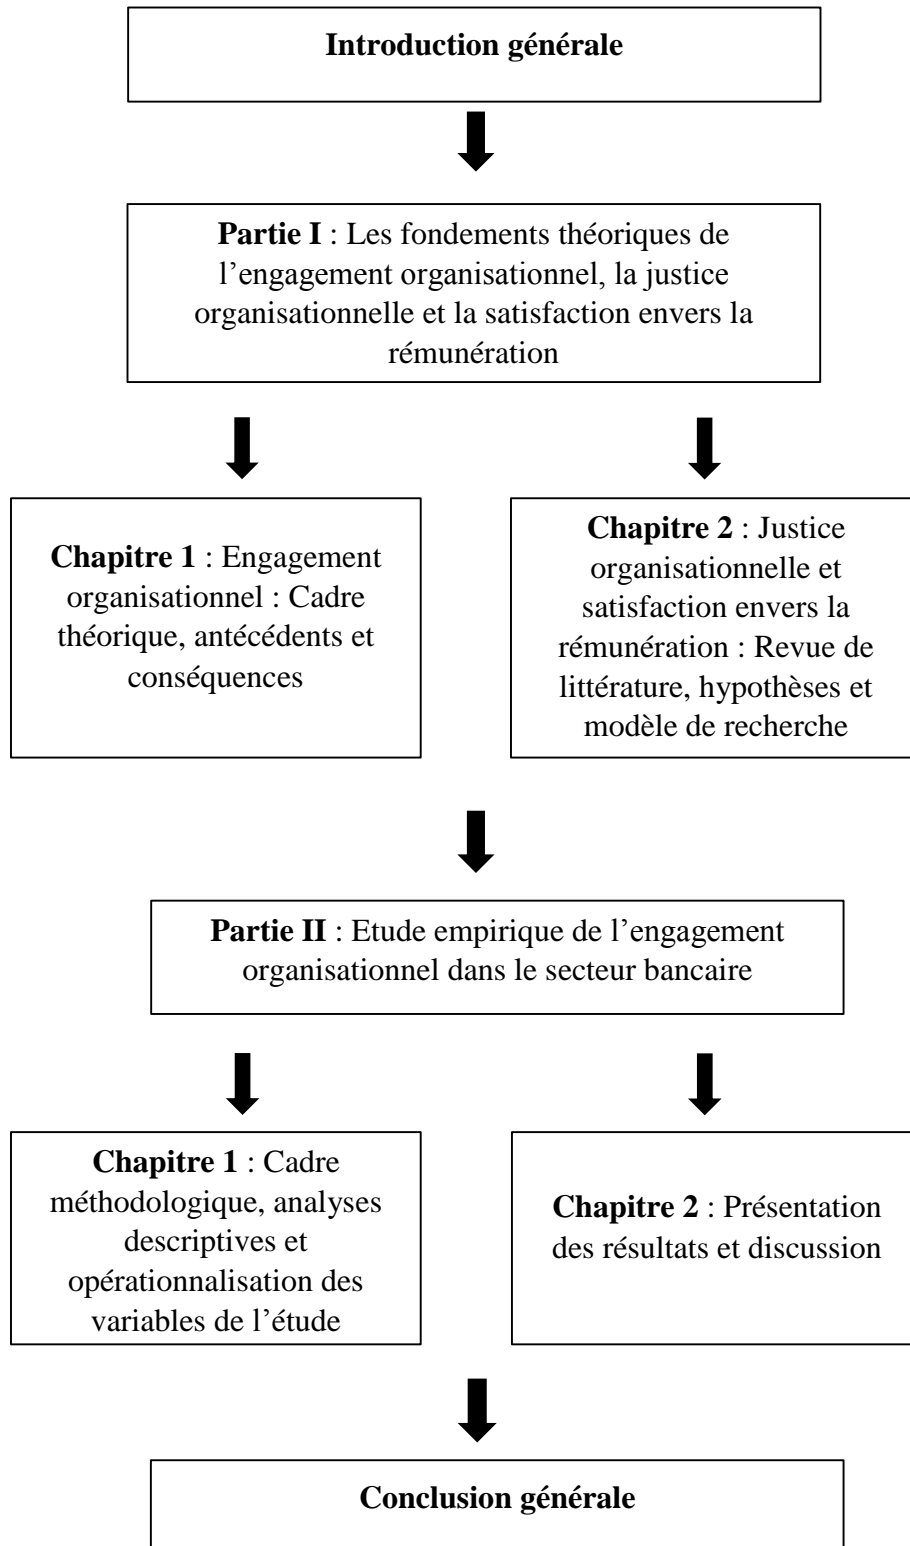 Introduction générale
Partie I : Les fondements théoriques de
l’engagement organisationnel, la justice
organisationnelle et la satisfaction envers la
rémunération
Chapitre 1 : Engagement
organisationnel : Cadre
théorique, antécédents et
conséquences
Chapitre 2 : Justice
organisationnelle et
satisfaction envers la
rémunération : Revue de
littérature, hypothèses et
modèle de recherche
Partie II : Etude empirique de l’engagement
organisationnel dans le secteur bancaire
Chapitre 1 : Cadre
méthodologique, analyses
descriptives et
opérationnalisation des
variables de l’étude
Chapitre 2 : Présentation
des résultats et discussion
Conclusion générale